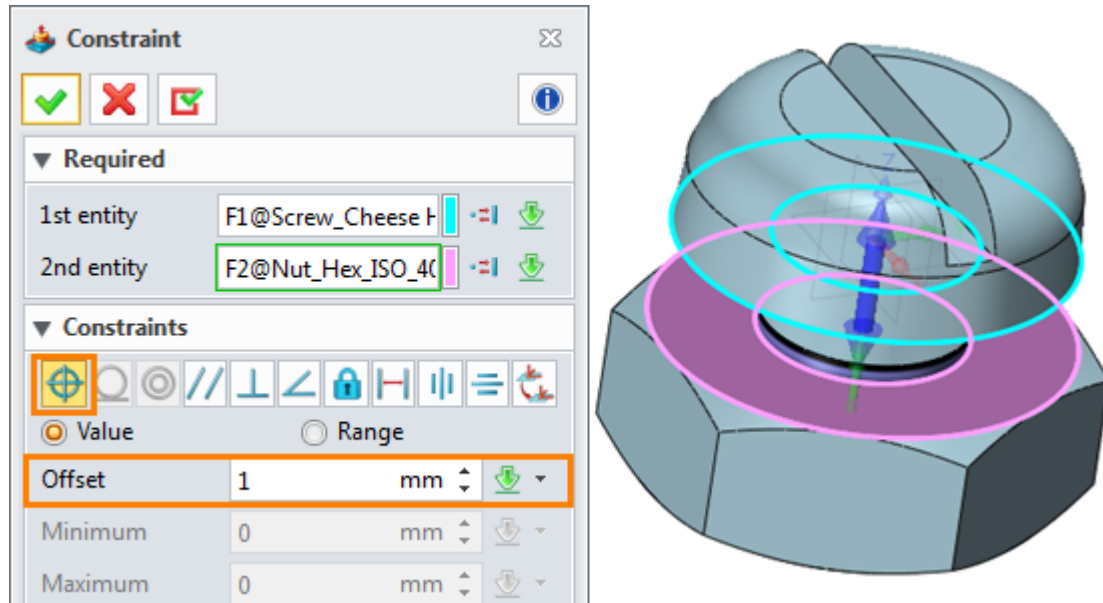 Constraint
Required
1st entity F1@Screw_Cheese H
2nd entity F2@Nut_Hex_ISO_40
Constraints
Value Range
Offset 1 mm
Minimum 0 mm
Maximum 0 mm
Z